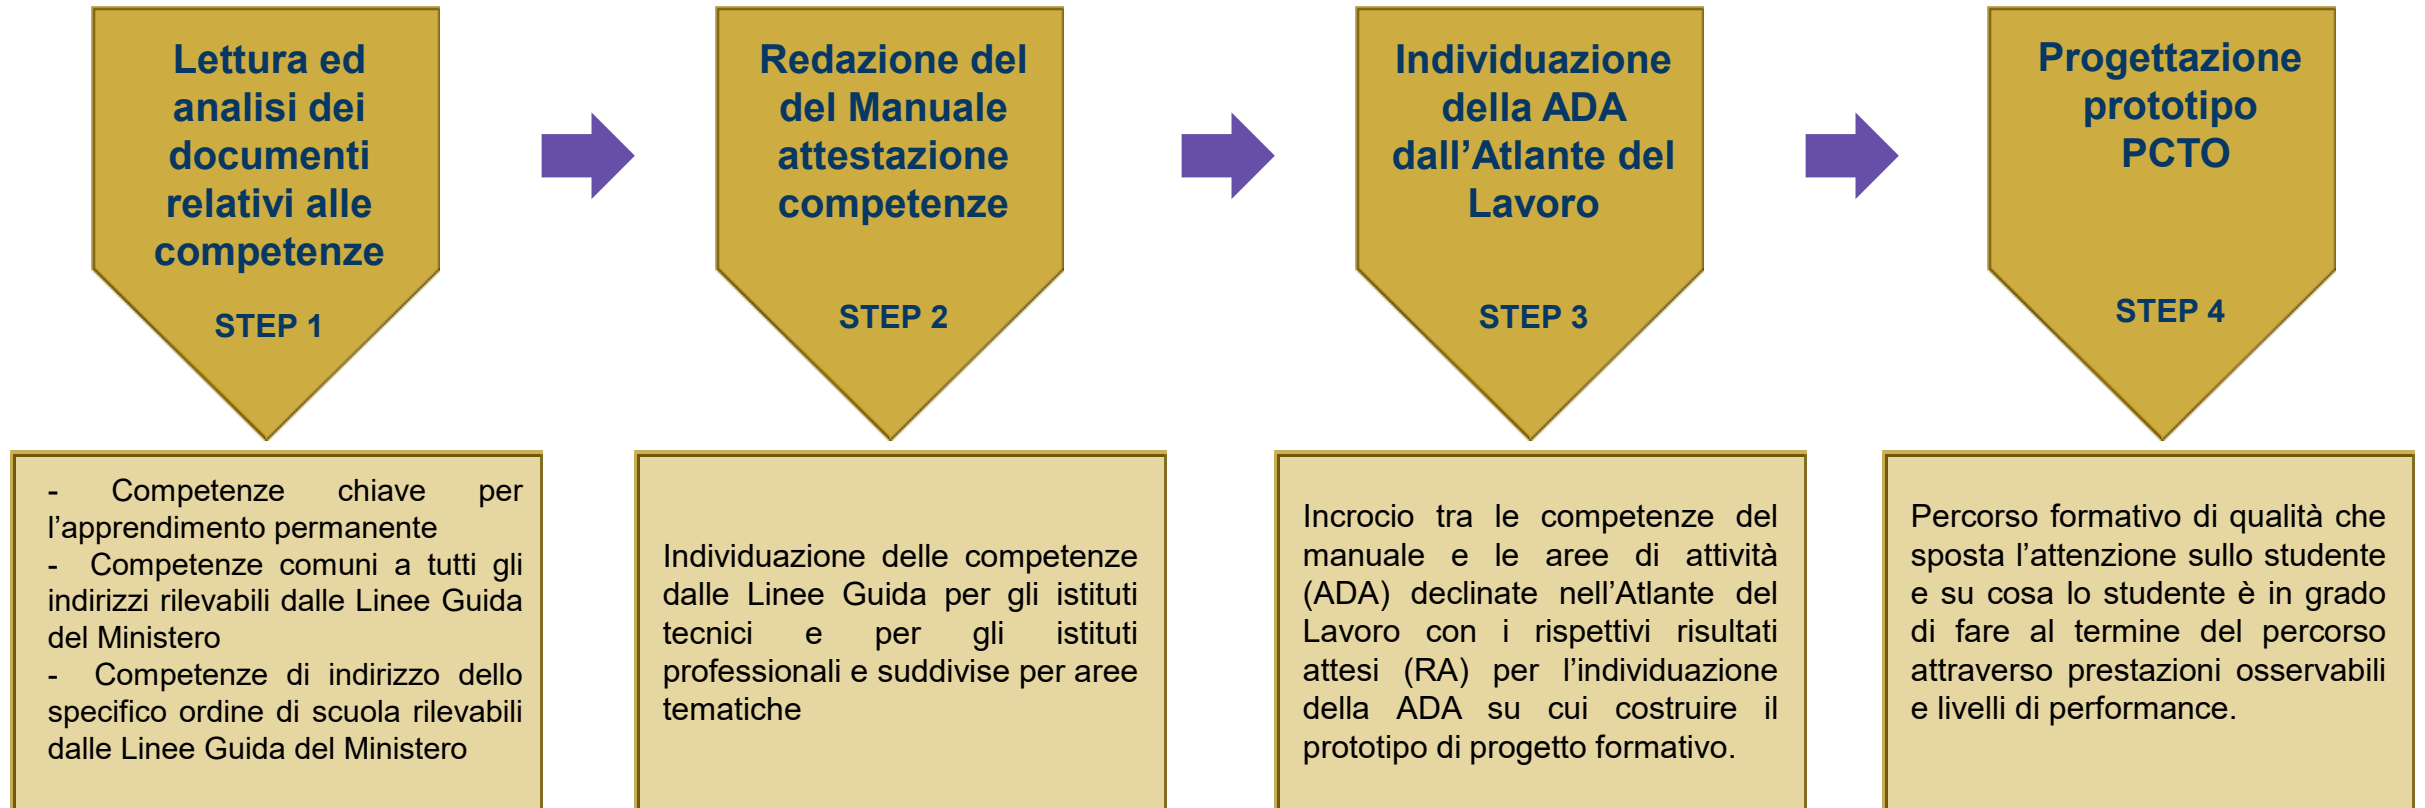 Lettura ed
analisi dei
documenti
relativi alle
competenze
STEP 1
Redazione del
del Manuale
attestazione
competenze
STEP 2
Individuazione
della ADA
dall’Atlante del
Lavoro
STEP 3
Progettazione
prototipo
PCTO
STEP 4
- Competenze chiave per
l’apprendimento permanente
- Competenze comuni a tutti gli
indirizzi rilevabili dalle Linee Guida
del Ministero
- Competenze di indirizzo dello
specifico ordine di scuola rilevabili
dalle Linee Guida del Ministero
Individuazione delle competenze
dalle Linee Guida per gli istituti
tecnici e per gli istituti
professionali e suddivise per aree
tematiche
Incrocio tra le competenze del
manuale e le aree di attività
(ADA) declinate nell’Atlante del
Lavoro con i rispettivi risultati
attesi (RA) per l’individuazione
della ADA su cui costruire il
prototipo di progetto formativo.
Percorso formativo di qualità che
sposta l’attenzione sullo studente
e su cosa lo studente è in grado
di fare al termine del percorso
attraverso prestazioni osservabili
e livelli di performance.